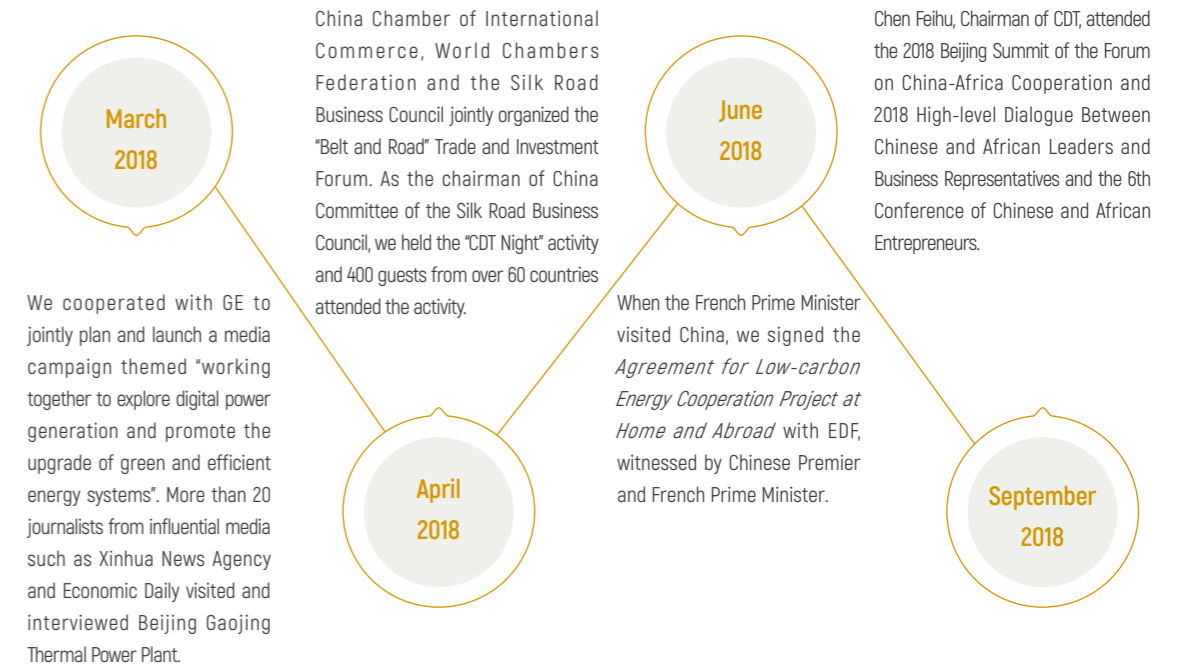 March
2018
We cooperated with GE to
jointly plan and launch a media
campaign themed “working
together to explore digital power
generation and promote the
upgrade of green and efficient
energy systems”. More than 20
journalists from influential media
such as Xinhua News Agency
and Economic Daily visited and
interviewed Beijing Gaojing
Thermal Power Plant.
China Chamber of International
Commerce, World Chambers
Federation and the Silk Road
Business Council jointly organized the
“Belt and Road” Trade and Investment
Forum. As the chairman of China
Committee of the Silk Road Business
Council, we held the “CDT Night” activity
and 400 guests from over 60 countries
attended the activity.
April
2018
June
2018
When the French Prime Minister
visited China, we signed the
Agreement for Low-carbon
Energy Cooperation Project at
Home and Abroad with EDF,
witnessed by Chinese Premier
and French Prime Minister.
Chen Feihu, Chairman of CDT, attended
the 2018 Beijing Summit of the Forum
on China-Africa Cooperation and
2018 High-level Dialogue Between
Chinese and African Leaders and
Business Representatives and the 6th
Conference of Chinese and African
Entrepreneurs.
September
2018